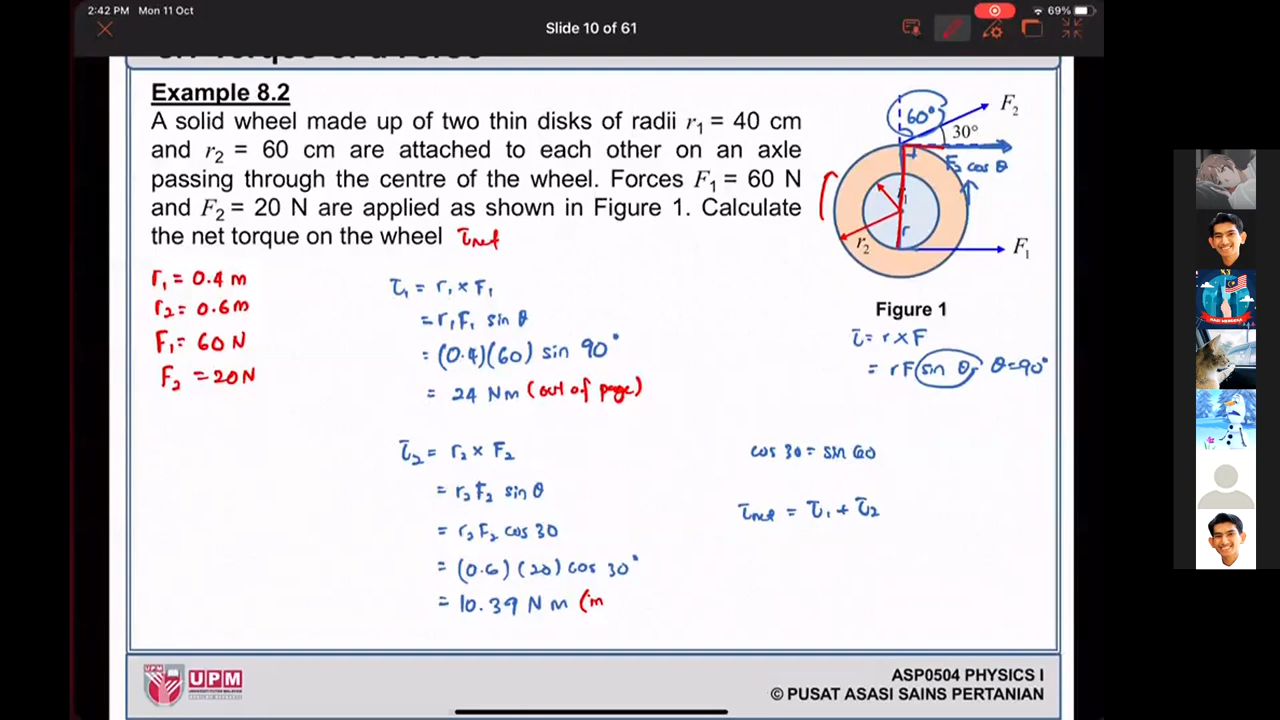 2:42 PM Mon 11 Oct
Slide 10 of 61
69%
Example 8.2
A solid wheel made up of two thin disks of radii r₁ = 40 cm
and r₂ = 60 cm are attached to each other on an axle
passing through the centre of the wheel. Forces F₁ = 60 N
and F₂ = 20 N are applied as shown in Figure 1. Calculate
the net torque on the wheel τnet
r₁ = 0.4 m
r₂ = 0.6 m
F₁ = 60 N
F₂ = 20 N
τ₁ = r₁ × F₁
= r₁F₁ sin θ
= (0.4)(60) sin 90°
= 24 Nm (out of page)
τ₂ = r₂ × F₂
= r₂F₂ sin θ
= r₂F₂ cos 30
= (0.6)(20) cos 30°
= 10.39 Nm (in
60°
F₂
30°
F₂ cos θ
r₁
r
r₂
F₁
Figure 1
τ = r × F
= rF sin θ, θ=90°
cos 30 = sin 60
τnet = τ₁ + τ₂
UPM
ASP0504 PHYSICS I
© PUSAT ASASI SAINS PERTANIAN